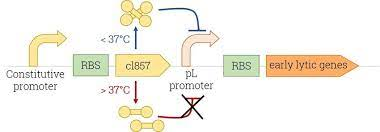 < 37°C
RBS
cI857
RBS
early lytic genes
Constitutive
promoter
> 37°C
pL
promoter